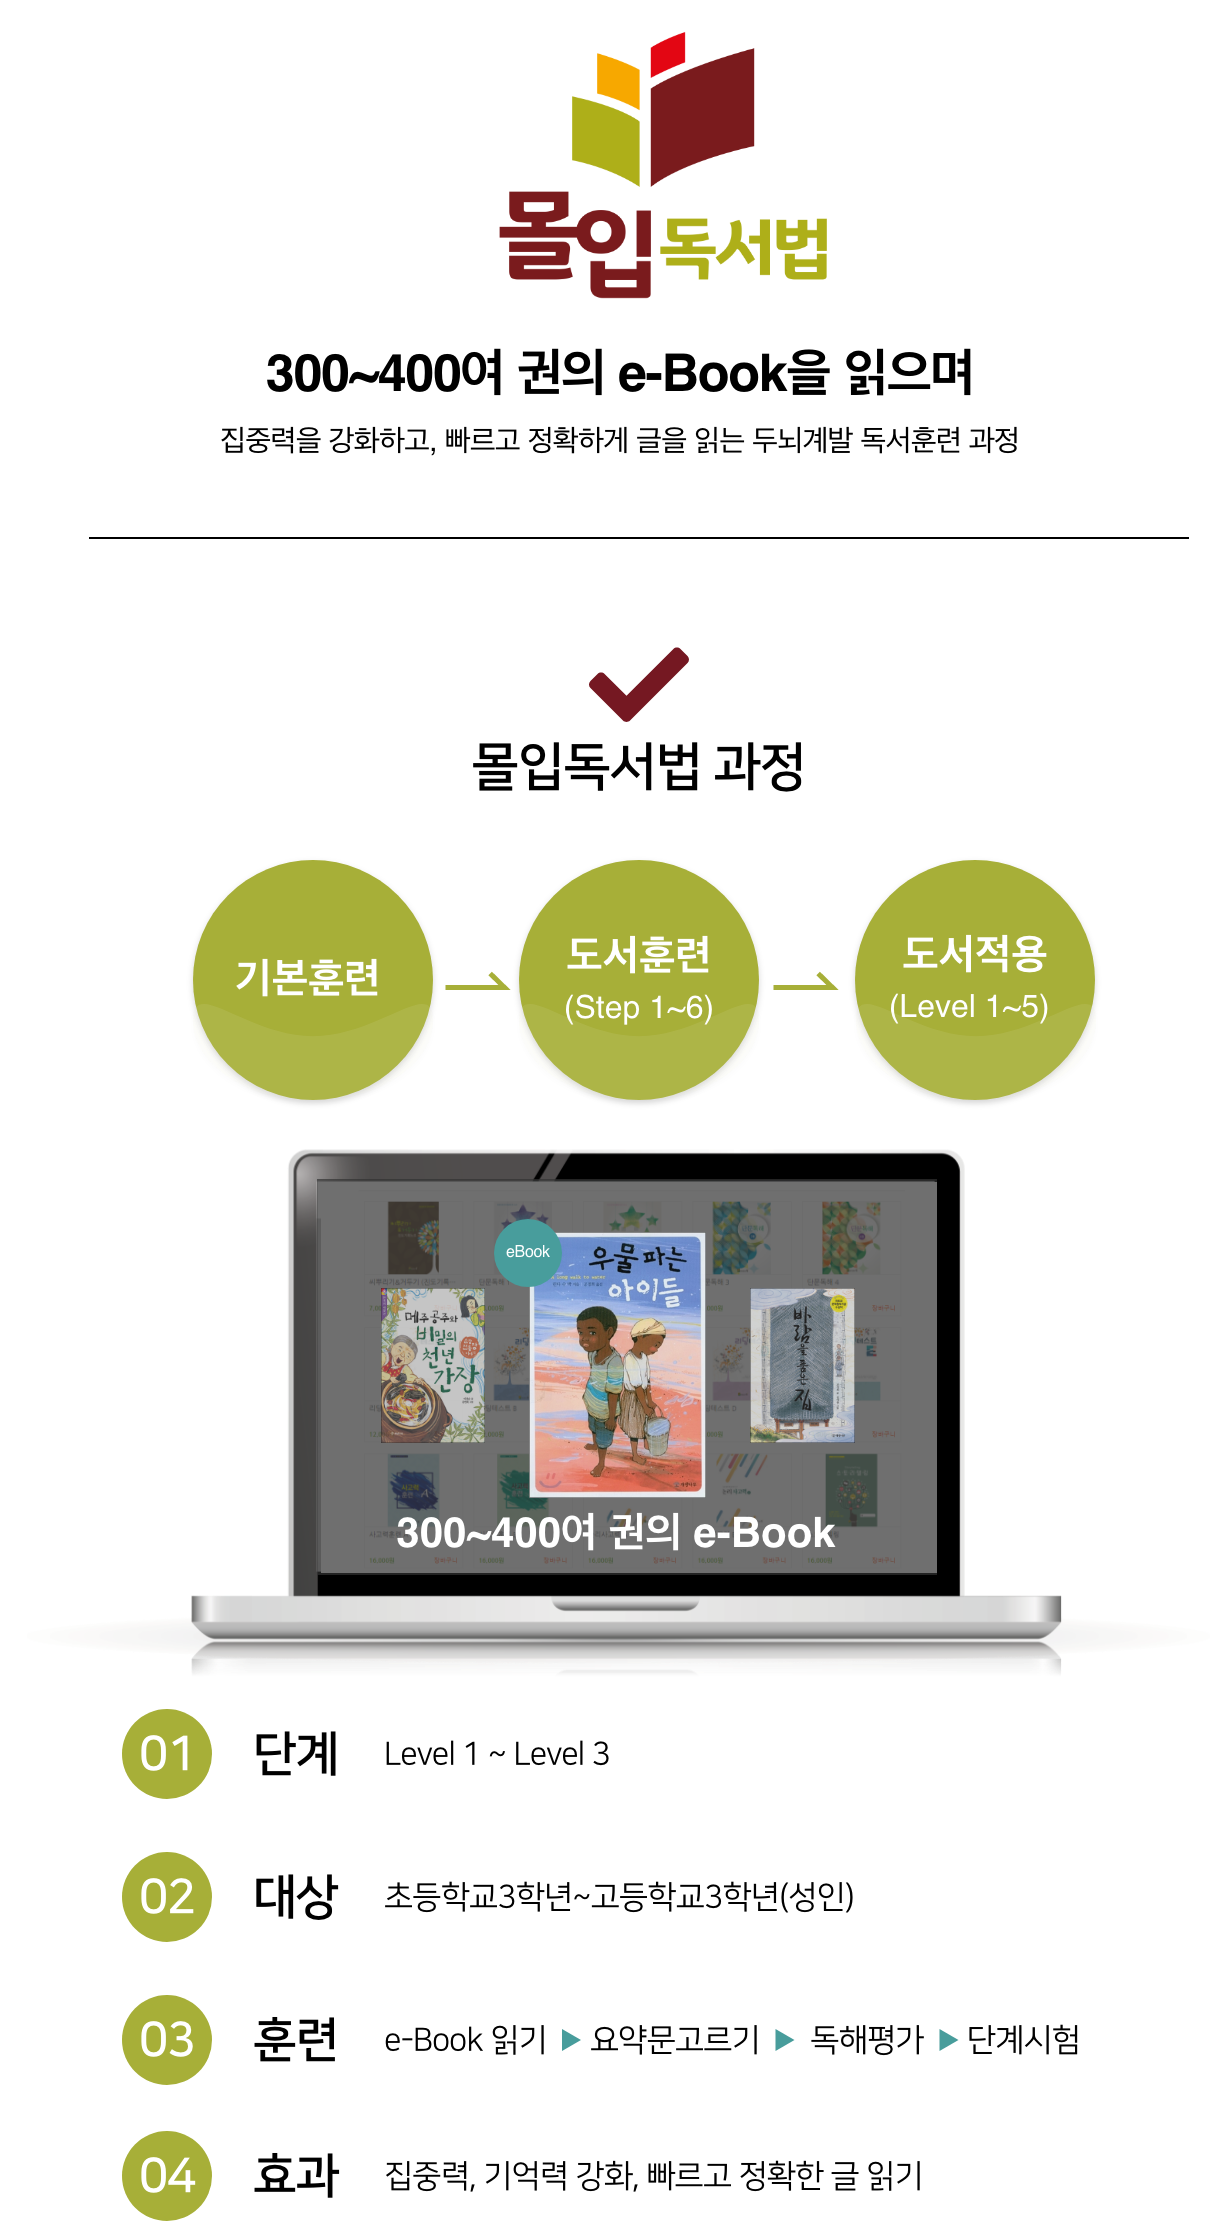 몰입독서법
300~400여 권의 e-Book을 읽으며
집중력을 강화하고, 빠르고 정확하게 글을 읽는 두뇌계발 독서훈련 과정
몰입독서법 과정
기본훈련
도서훈련
(Step 1~6)
도서적용
(Level 1~5)
eBook
우물 파는
아이들
메주 공주와
비밀의
천년
간장
바람을 품은 집
300~400여 권의 e-Book
01 단계 Level 1 ~ Level 3
02 대상 초등학교3학년~고등학교3학년(성인)
03 훈련 e-Book 읽기 ▶ 요약문고르기 ▶ 독해평가 ▶ 단계시험
04 효과 집중력, 기억력 강화, 빠르고 정확한 글 읽기